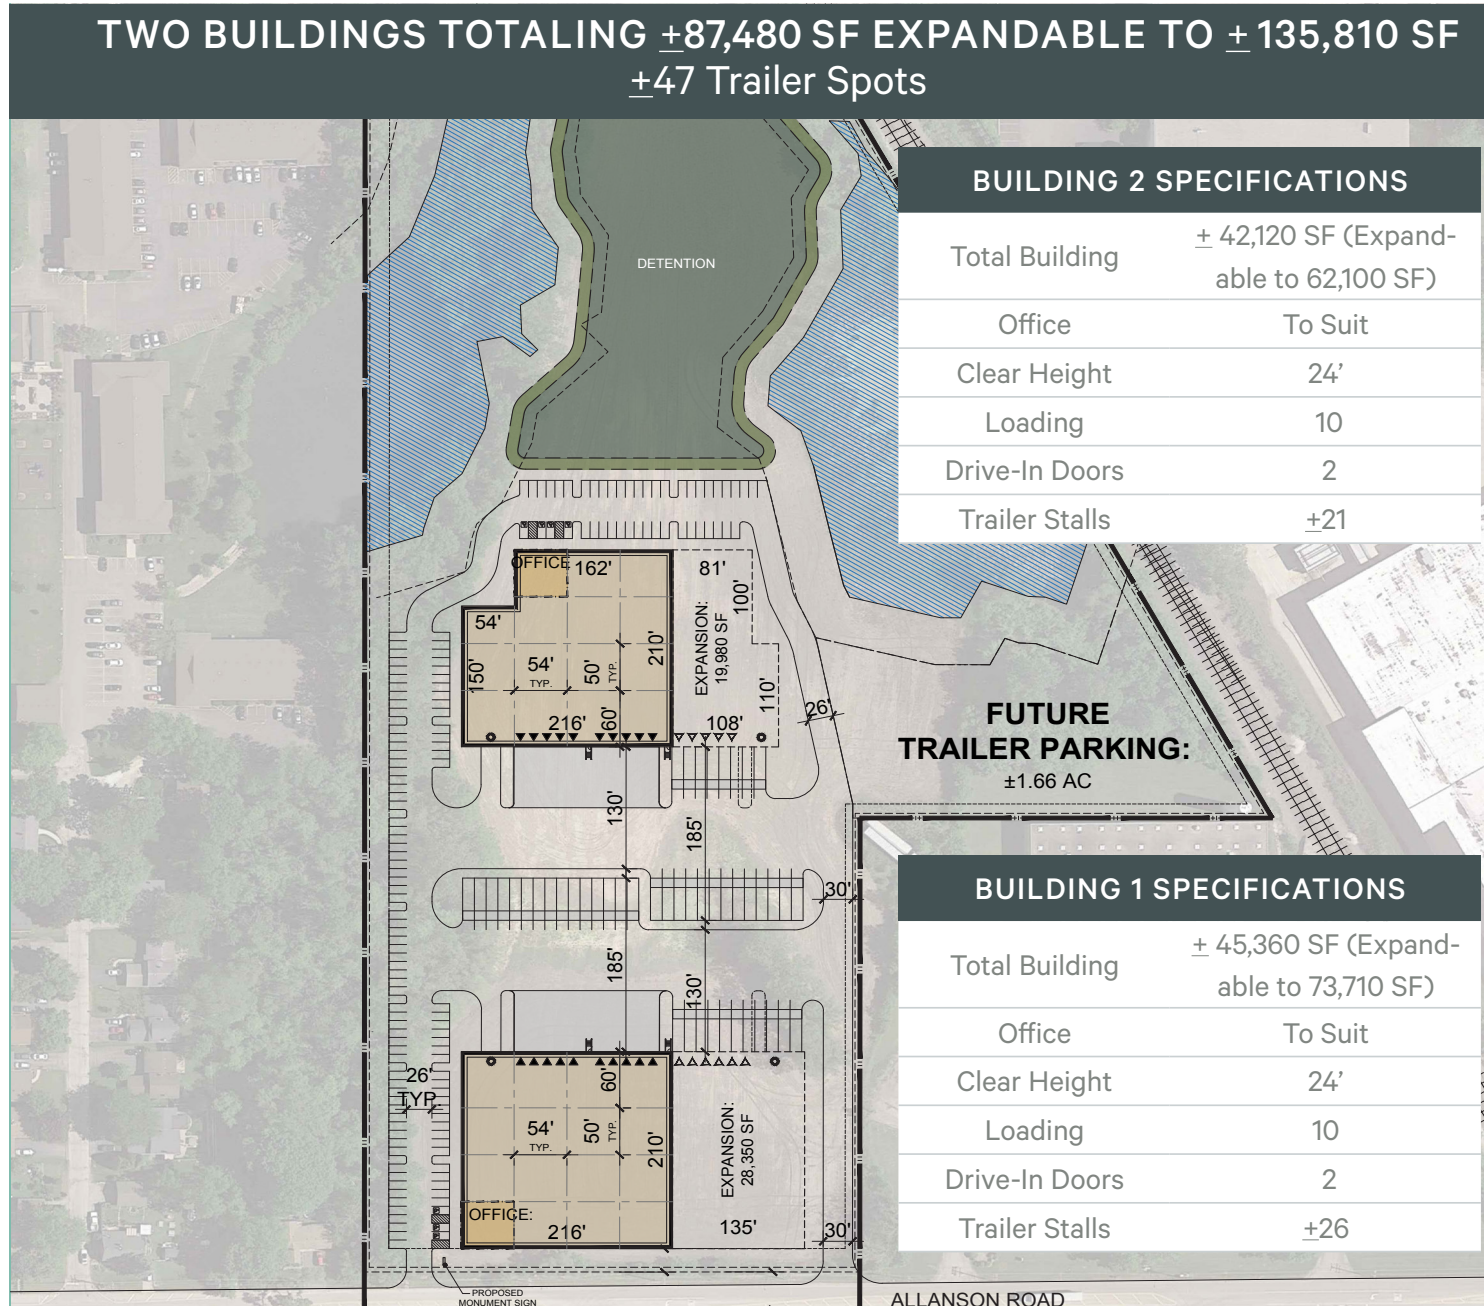 TWO BUILDINGS TOTALING ±87,480 SF EXPANDABLE TO ± 135,810 SF
±47 Trailer Spots
BUILDING 2 SPECIFICATIONS
Total Building
± 42,120 SF (Expand-
able to 62,100 SF)
Office To Suit
Clear Height 24’
Loading 10
Drive-In Doors 2
Trailer Stalls ±21
DETENTION
OFFICE
162'
81'
100'
54'
EXPANSION:
19,980 SF
150'
54'
TYP.
50'
TYP.
210'
110'
216'
60'
108'
26'
FUTURE
TRAILER PARKING:
±1.66 AC
130'
185'
30'
185'
130'
BUILDING 1 SPECIFICATIONS
Total Building
± 45,360 SF (Expand-
able to 73,710 SF)
Office To Suit
Clear Height 24’
Loading 10
Drive-In Doors 2
Trailer Stalls ±26
26'
TYP.
60'
54'
TYP.
50'
TYP.
210'
EXPANSION:
28,350 SF
OFFICE:
216'
135'
30'
PROPOSED
MONUMENT SIGN
ALLANSON ROAD